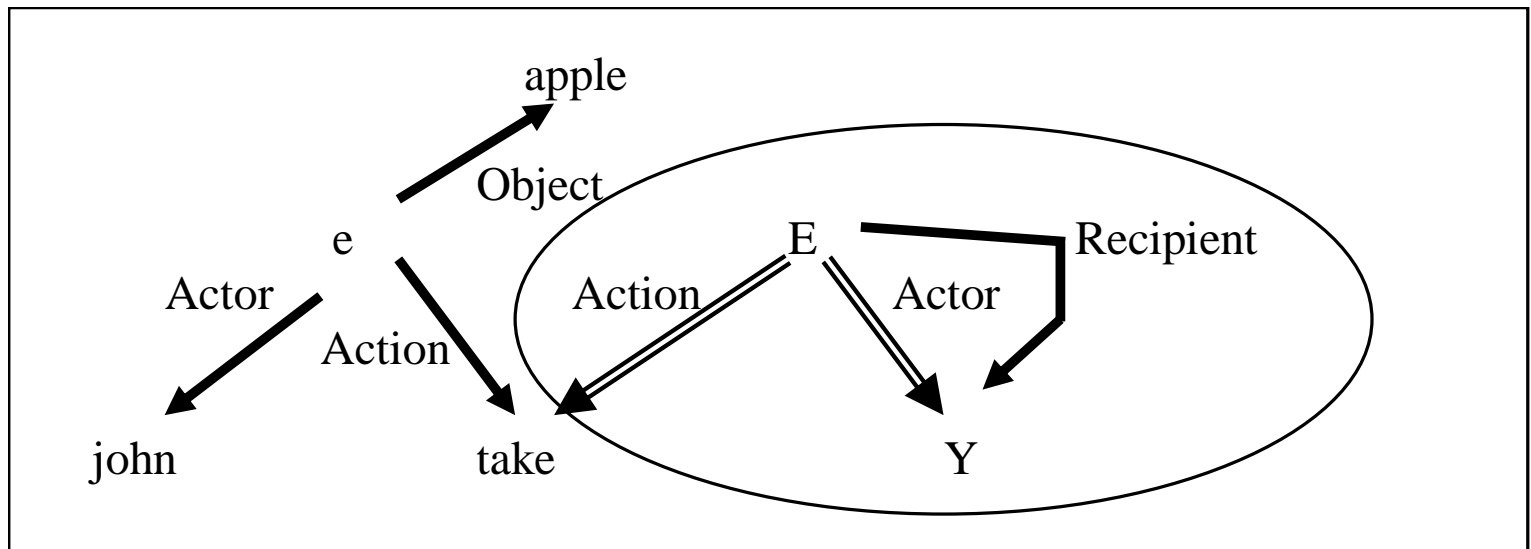 apple
Object
e
E
Recipient
Actor
Action
Actor
Action
john
take
Y